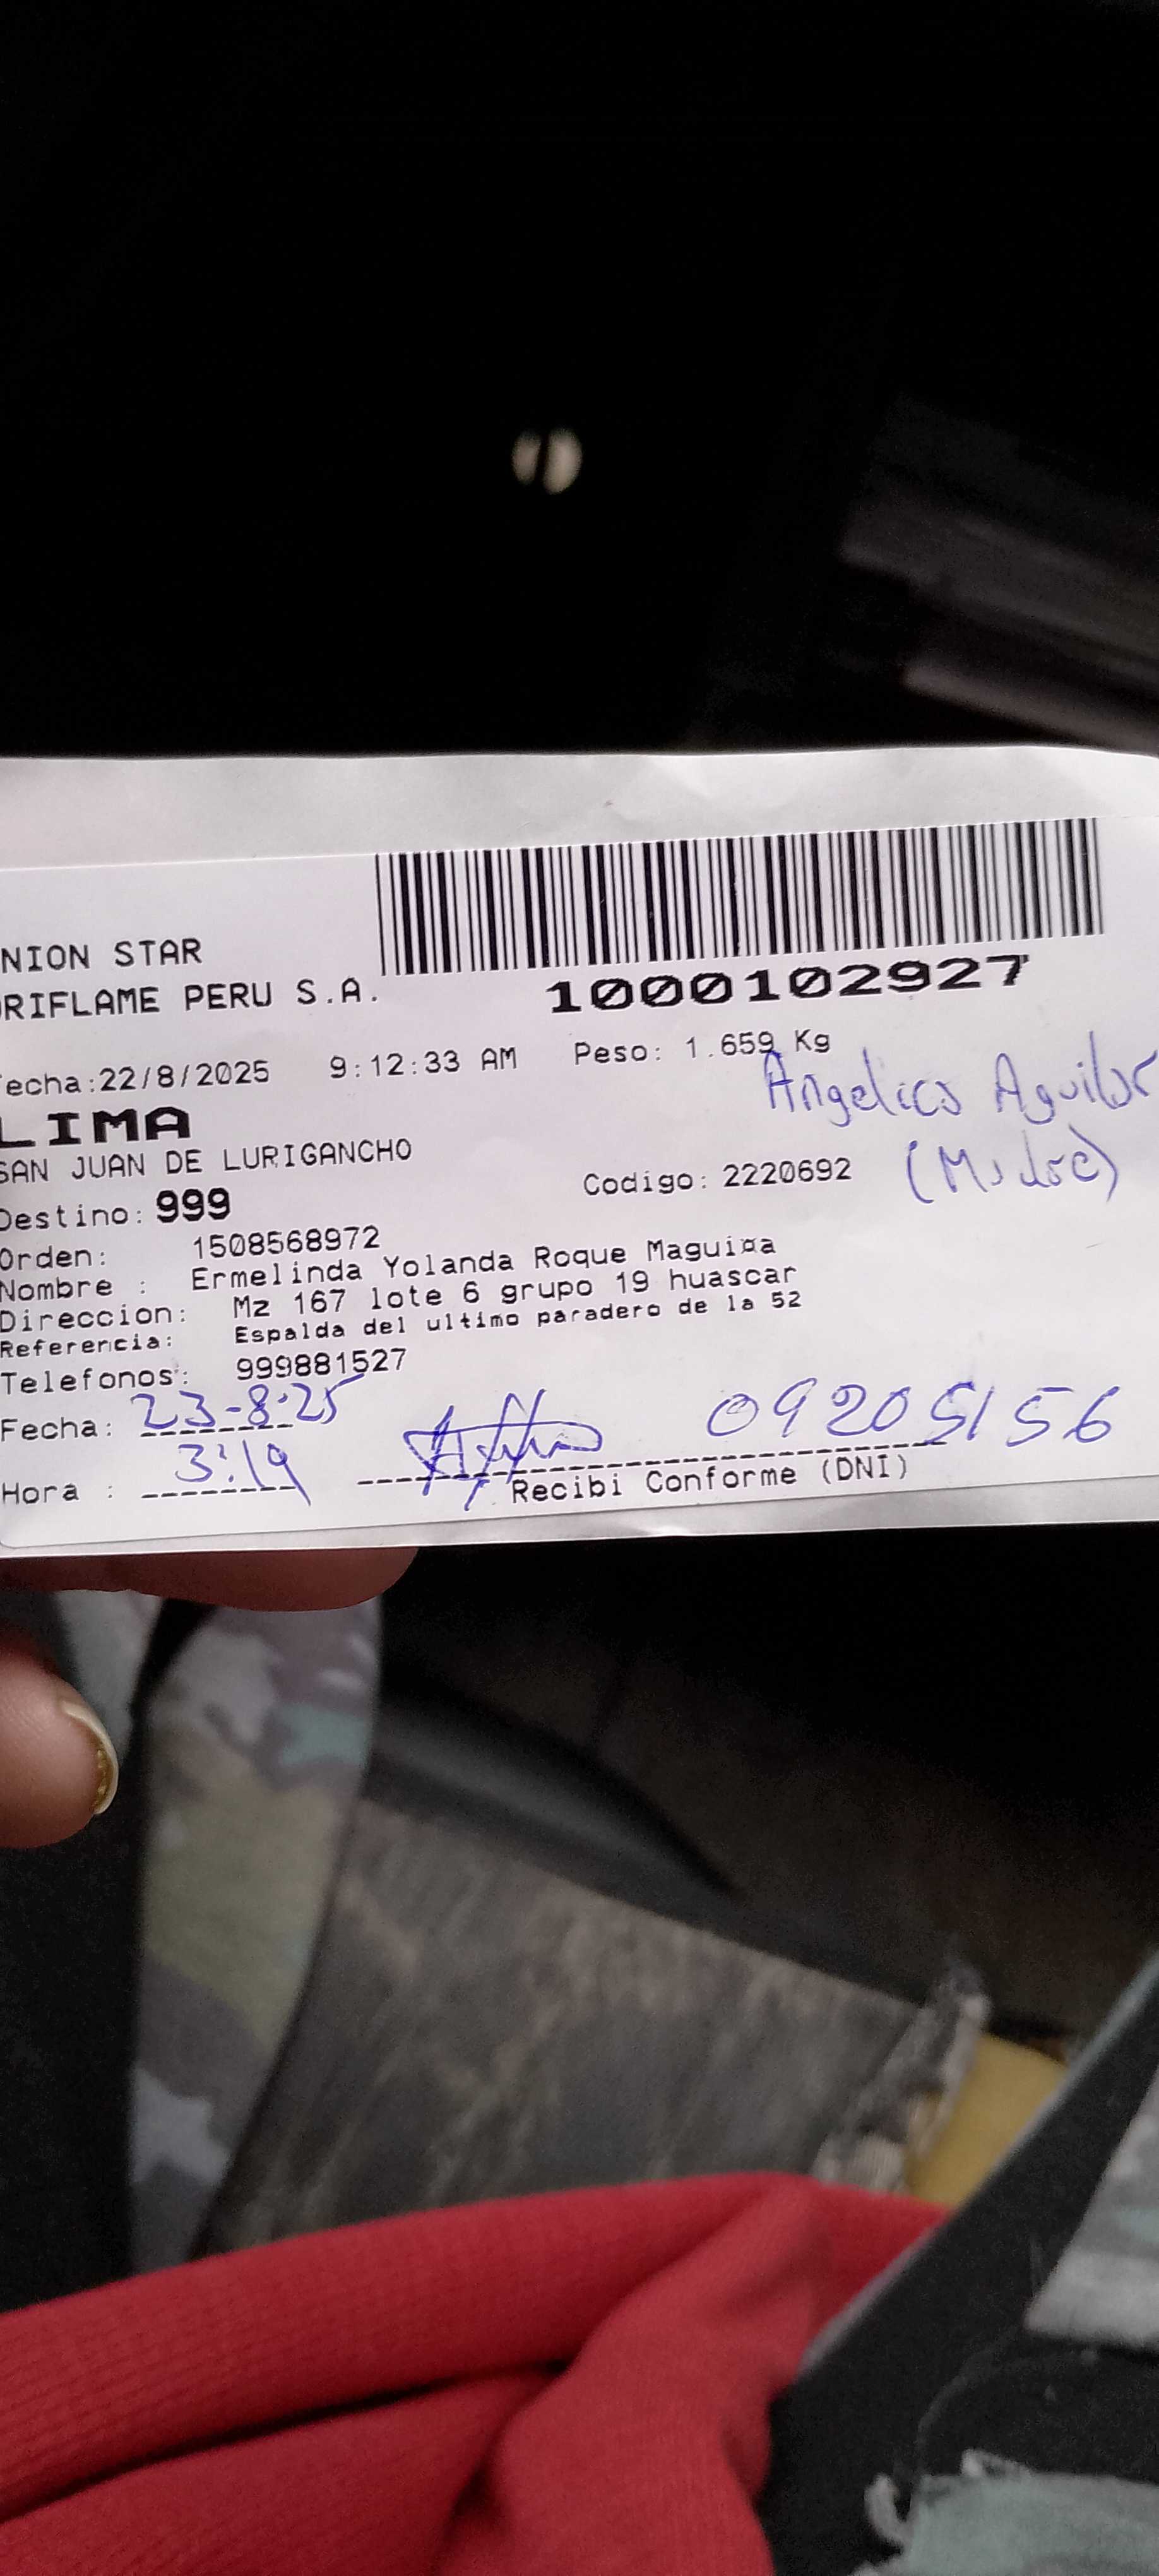 NION STAR
RIFLAME PERU S.A.
1000102927
echa:22/8/2025 9:12:33 AM Peso: 1.659 Kg
Angelica Aguilar
LIMA
SAN JUAN DE LURIGANCHO
(Madre)
Destino: 999 Codigo: 2220692
Orden: 1508568972
Nombre : Ermelinda Yolanda Roque Maguiña
Direccion: Mz 167 lote 6 grupo 19 huascar
Referencia: Espalda del ultimo paradero de la 52
Telefonos: 999881527
Fecha: 23-8-25 09205156
Hora : 3:19
Recibi Conforme (DNI)